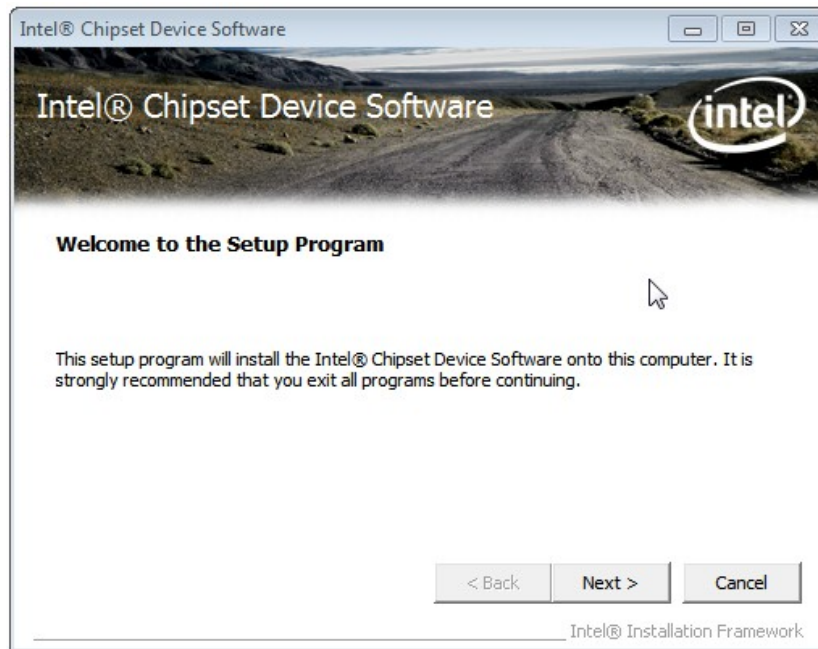 Intel® Chipset Device Software
Intel® Chipset Device Software
intel
Welcome to the Setup Program
This setup program will install the Intel® Chipset Device Software onto this computer. It is
strongly recommended that you exit all programs before continuing.
< Back Next > Cancel
Intel® Installation Framework